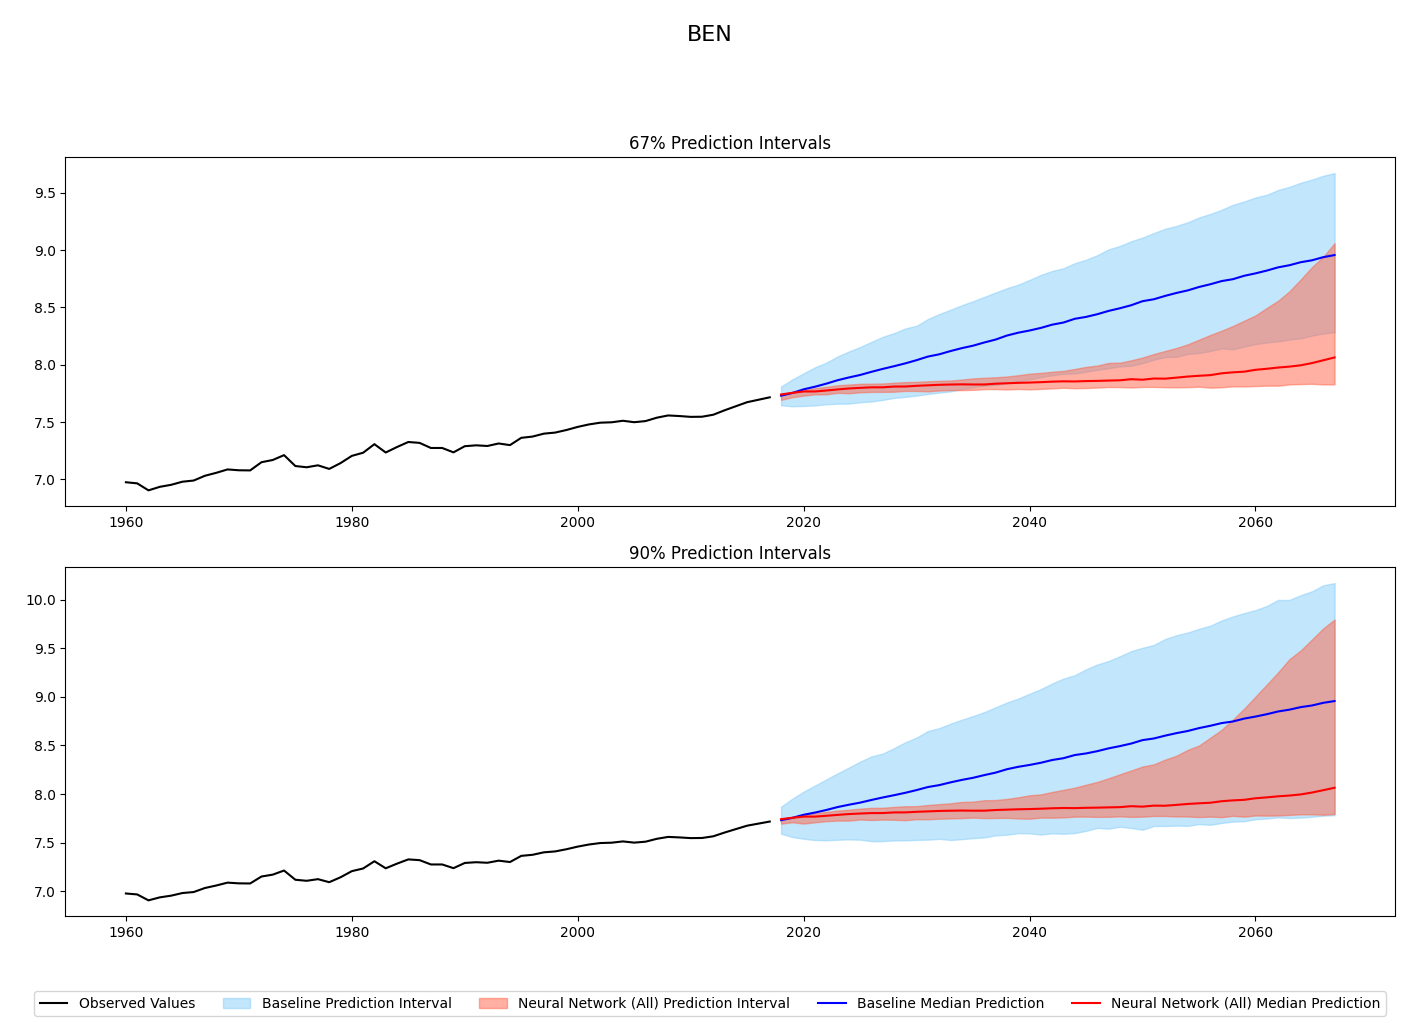 BEN
67% Prediction Intervals
9.5
9.0
8.5
8.0
7.5
7.0
1960 1980 2000 2020 2040 2060
90% Prediction Intervals
10.0
9.5
9.0
8.5
8.0
7.5
7.0
1960 1980 2000 2020 2040 2060
Observed Values Baseline Prediction Interval Neural Network (All) Prediction Interval Baseline Median Prediction Neural Network (All) Median Prediction